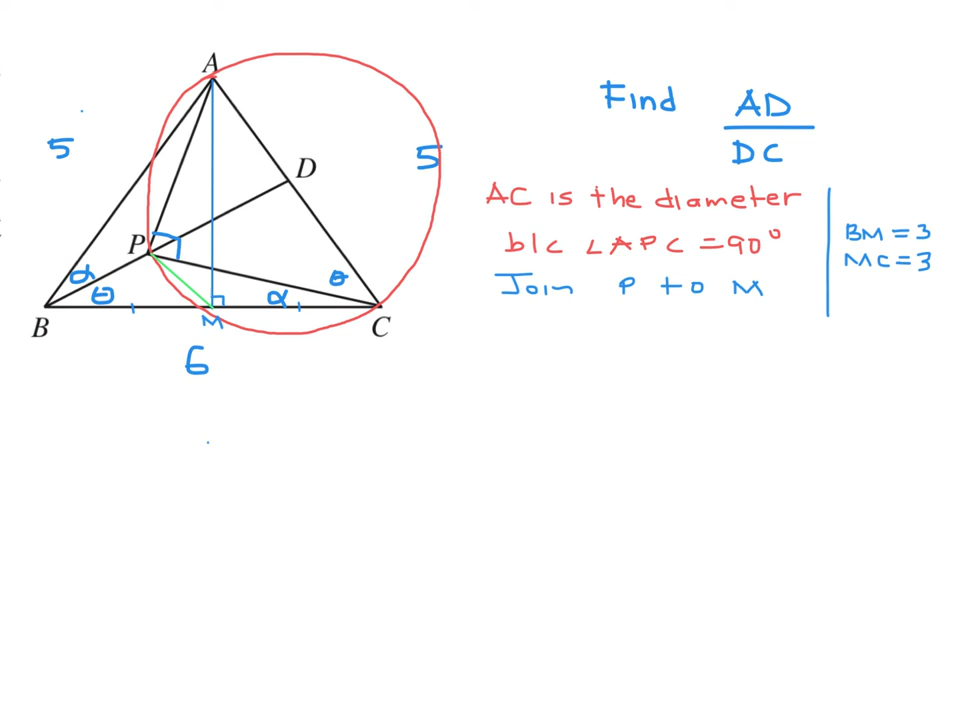 A
Find AD
DC
5
5
D
AC is the diameter
b/c ∠APC = 90°
Join P to M
BM = 3
MC = 3
P
α
θ
α
θ
B
M
C
6